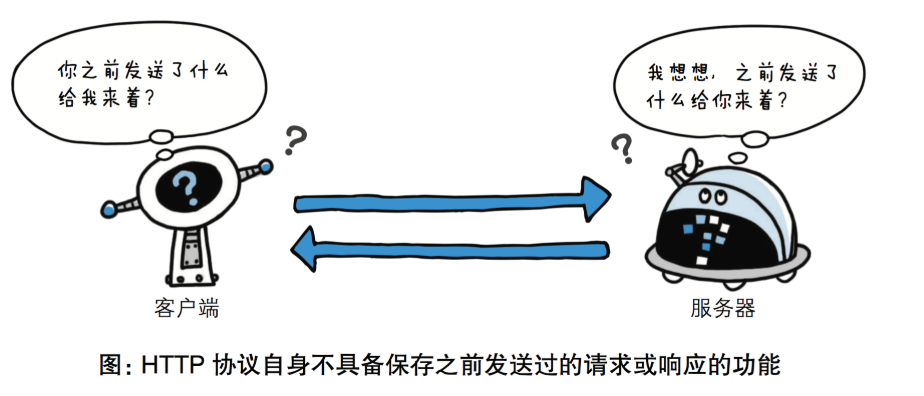 你之前发送了什么
给我来着?
我想想,之前发送了
什么给你来着?
?
?
?
客户端
服务器
图:HTTP 协议自身不具备保存之前发送过的请求或响应的功能